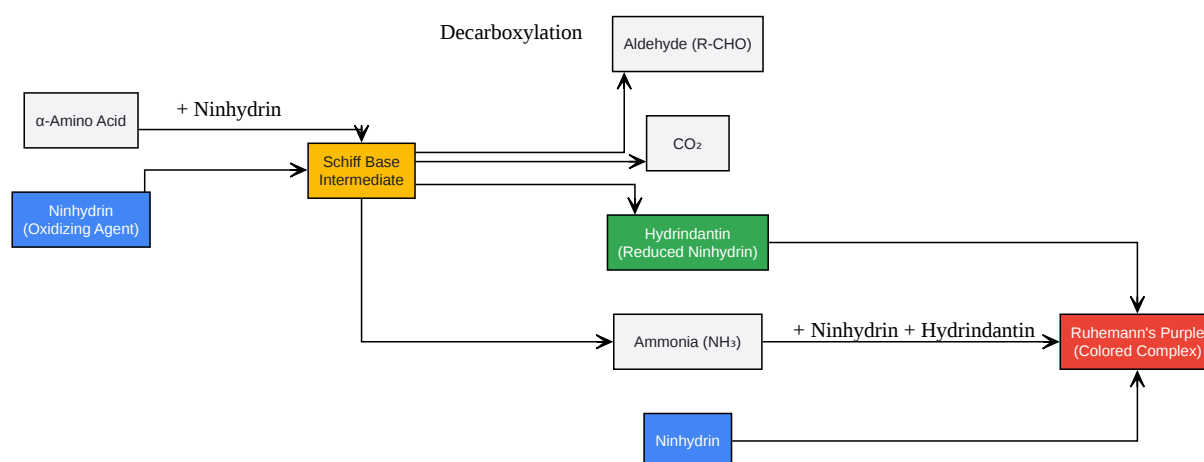 Decarboxylation
Aldehyde (R-CHO)
α-Amino Acid
+ Ninhydrin
CO₂
Schiff Base
Intermediate
Ninhydrin
(Oxidizing Agent)
Hydrindantin
(Reduced Ninhydrin)
Ammonia (NH₃)
+ Ninhydrin + Hydrindantin
Ruhemann's Purple
(Colored Complex)
Ninhydrin